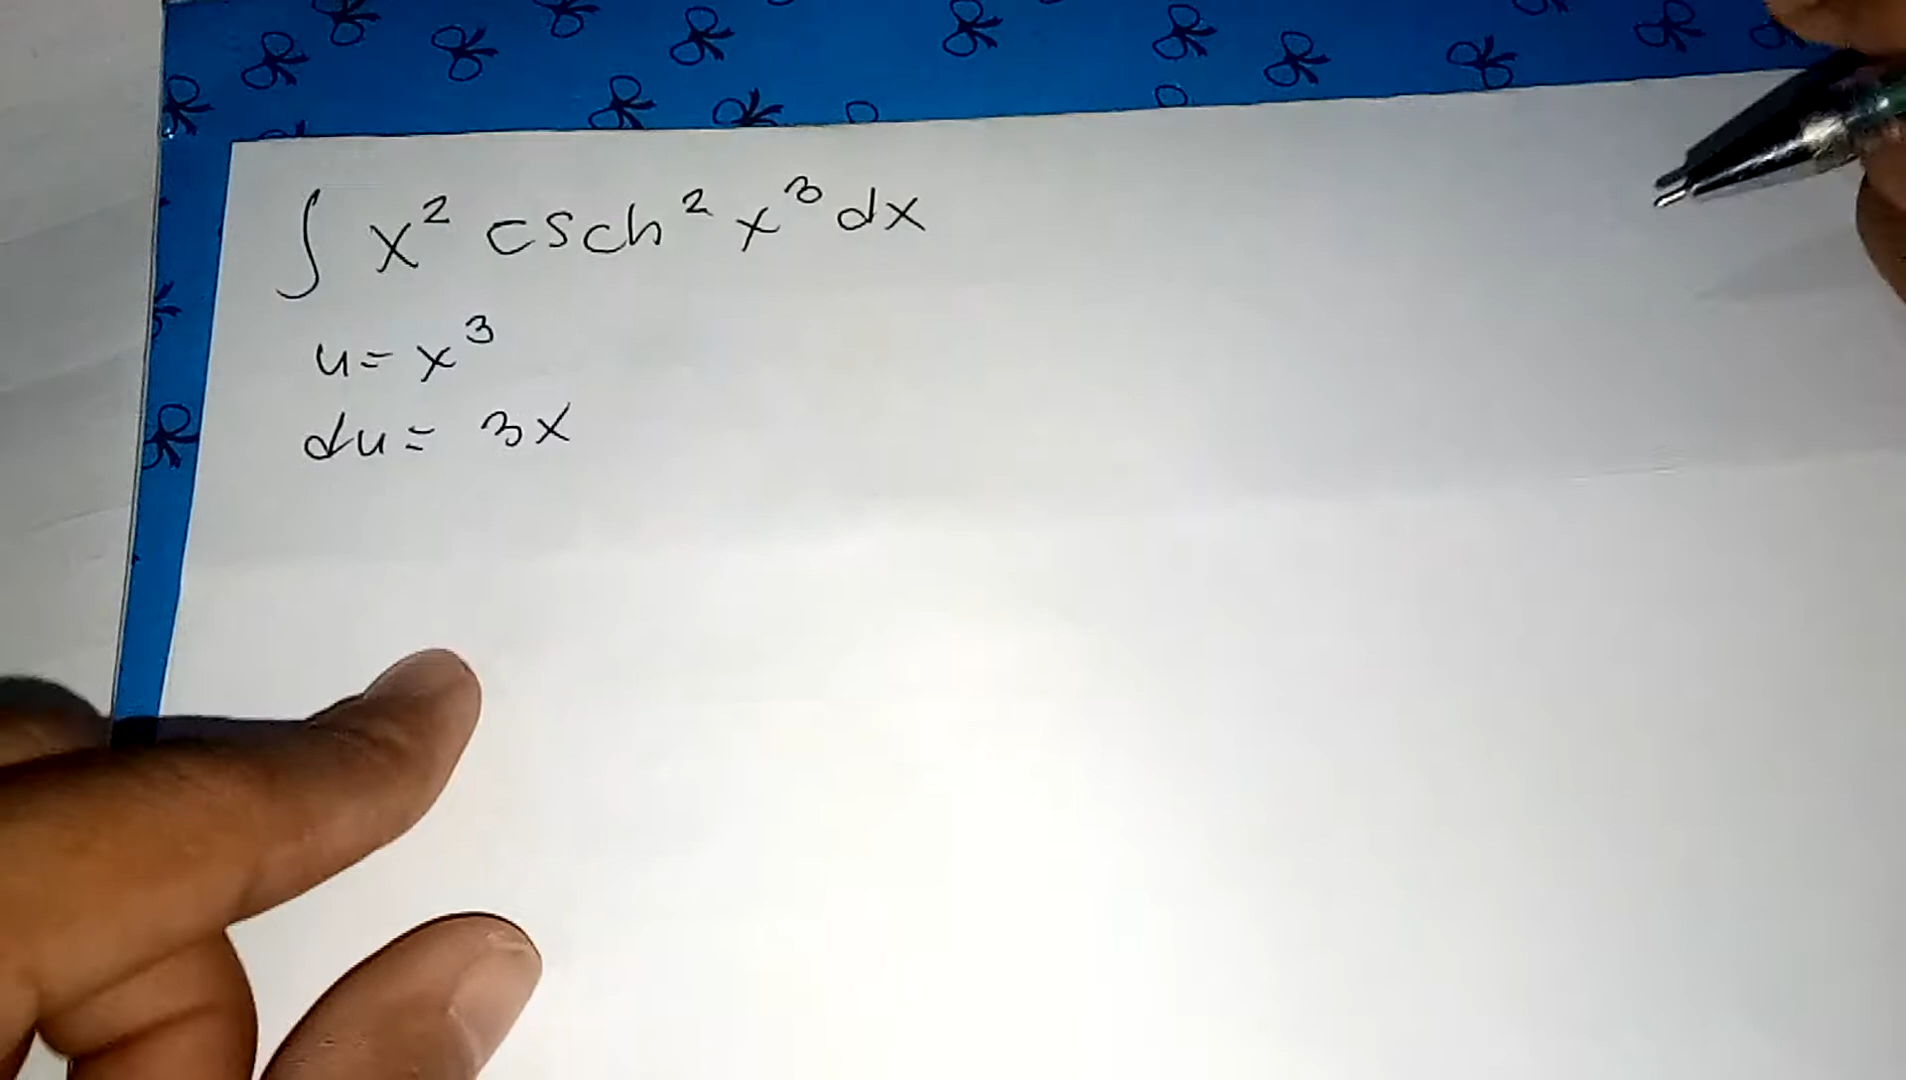 ∫ x² csch² x³ dx
u = x³
du = 3x